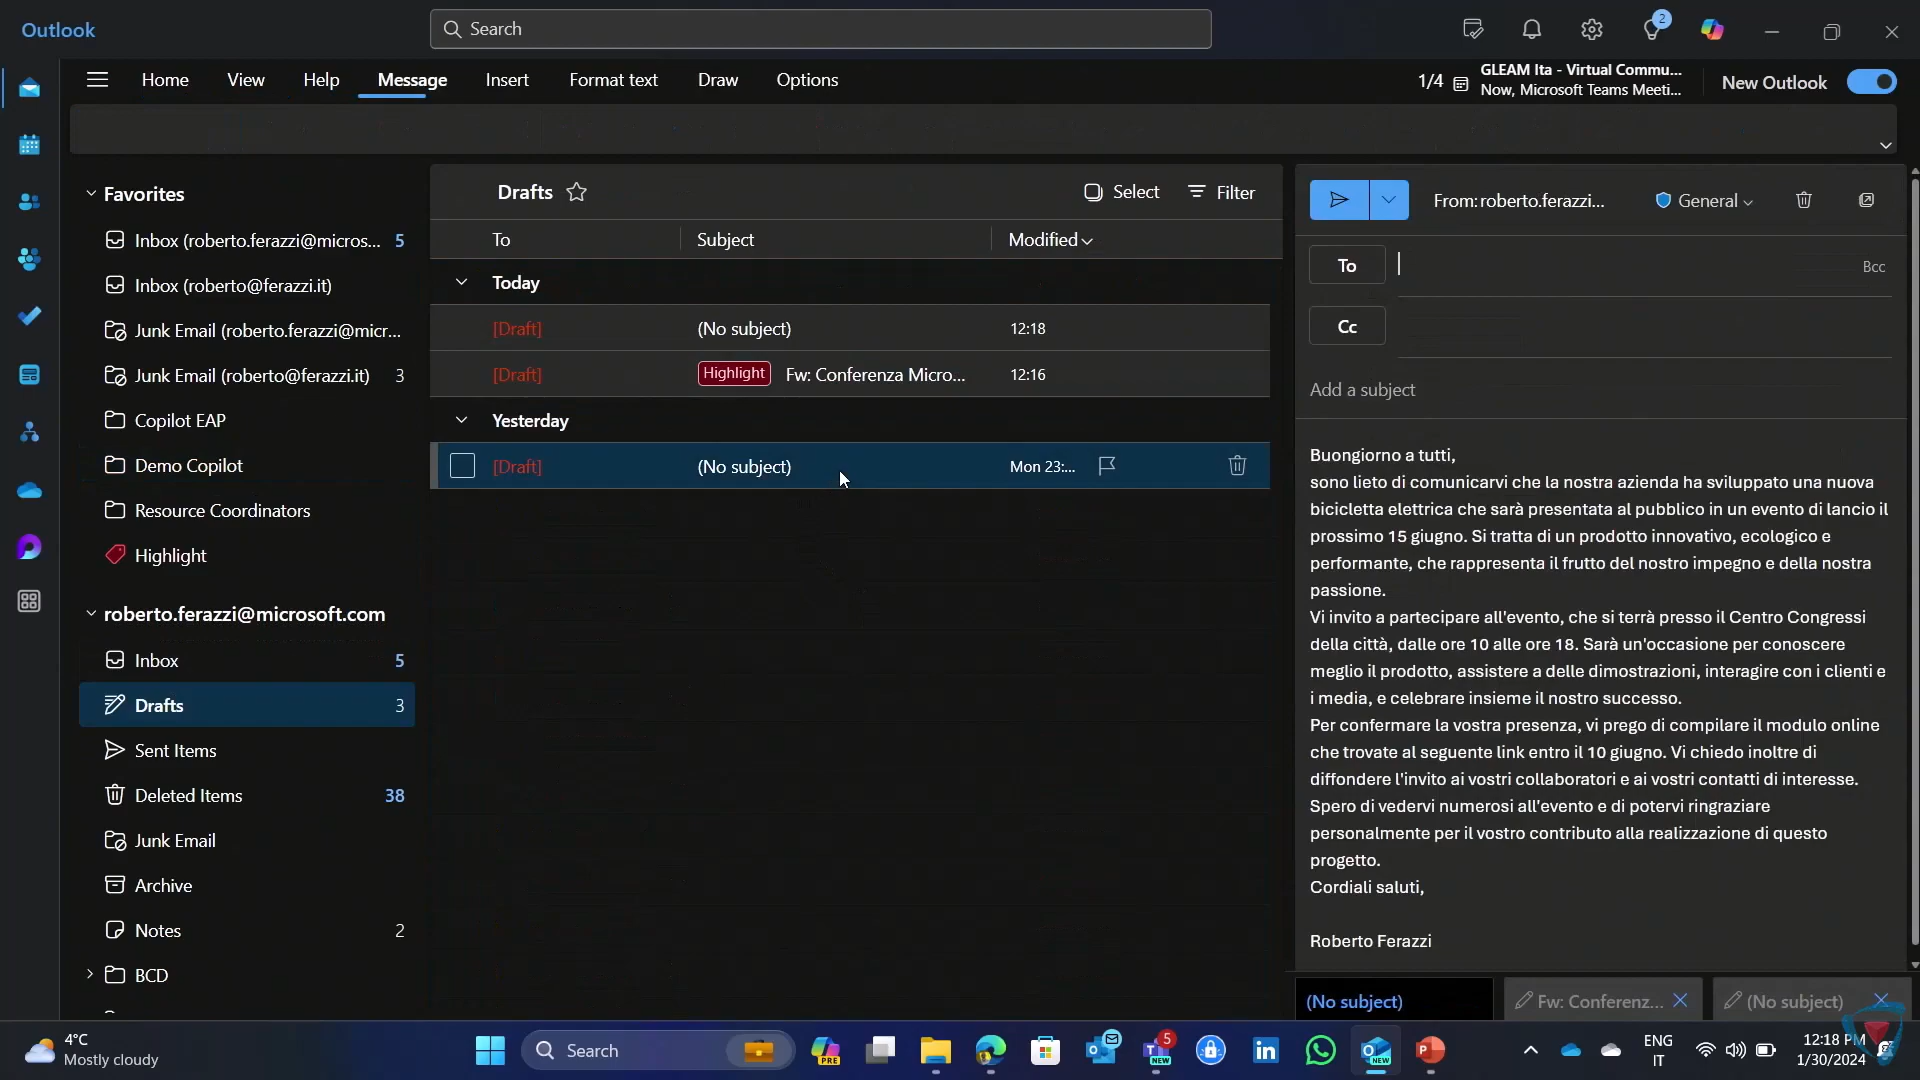 Outlook
Search
2
Home
View
Help
Message
Insert
Format text
Draw
Options
1/4
GLEAM Ita - Virtual Commu...
Now, Microsoft Teams Meeti...
New Outlook
Favorites
Inbox (roberto.ferazzi@micros... 5
Inbox (roberto@ferazzi.it)
Junk Email (roberto.ferazzi@micr...
Junk Email (roberto@ferazzi.it) 3
Copilot EAP
Demo Copilot
Resource Coordinators
Highlight
roberto.ferazzi@microsoft.com
Inbox 5
Drafts 3
Sent Items
Deleted Items 38
Junk Email
Archive
Notes 2
BCD
Drafts
Select
Filter
To Subject Modified
Today
[Draft] (No subject) 12:18
[Draft] Highlight Fw: Conferenza Micro... 12:16
Yesterday
[Draft] (No subject) Mon 23:...
From: roberto.ferazzi...
General
To
Bcc
Cc
Add a subject
Buongiorno a tutti,
sono lieto di comunicarvi che la nostra azienda ha sviluppato una nuova
bicicletta elettrica che sarà presentata al pubblico in un evento di lancio il
prossimo 15 giugno. Si tratta di un prodotto innovativo, ecologico e
performante, che rappresenta il frutto del nostro impegno e della nostra
passione.
Vi invito a partecipare all'evento, che si terrà presso il Centro Congressi
della città, dalle ore 10 alle ore 18. Sarà un'occasione per conoscere
meglio il prodotto, assistere a delle dimostrazioni, interagire con i clienti e
i media, e celebrare insieme il nostro successo.
Per confermare la vostra presenza, vi prego di compilare il modulo online
che trovate al seguente link entro il 10 giugno. Vi chiedo inoltre di
diffondere l'invito ai vostri collaboratori e ai vostri contatti di interesse.
Spero di vedervi numerosi all'evento e di potervi ringraziare
personalmente per il vostro contributo alla realizzazione di questo
progetto.
Cordiali saluti,
Roberto Ferazzi
(No subject)
Fw: Conferenz...
(No subject)
4°C
Mostly cloudy
Search
PRE
NEW
5
NEW
ENG
IT
12:18 PM
1/30/2024